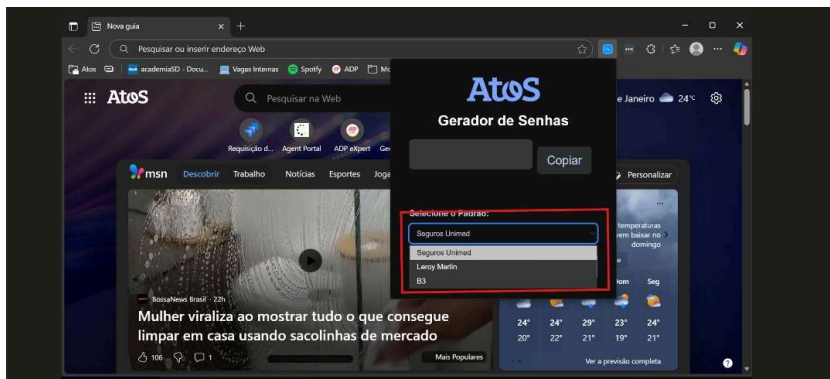 Nova guia
Pesquisar ou inserir endereço Web
Atos
academiaSD - Docu...
Vagas Internas
Spotfy
ADP
Atos
Pesquisar na Web
Atos
e Janeiro 24°C
Gerador de Senhas
Requisição d...
Agent Portal
ADP eXpert
Copiar
msn
Descobrir
Trabalho
Notícias
Esportes
Personalizar
Selecione o Padrão:
Seguros Unimed
Seguros Unimed
Leroy Merlin
B3
temperaturas
vem baixar no
domingo
Seg
BossaNews Brasil · 22h
Mulher viraliza ao mostrar tudo o que consegue
limpar em casa usando sacolinhas de mercado
106
1
Mais Populares
24° 24° 29° 23° 24°
20° 22° 21° 19° 21°
Ver a previsão completa